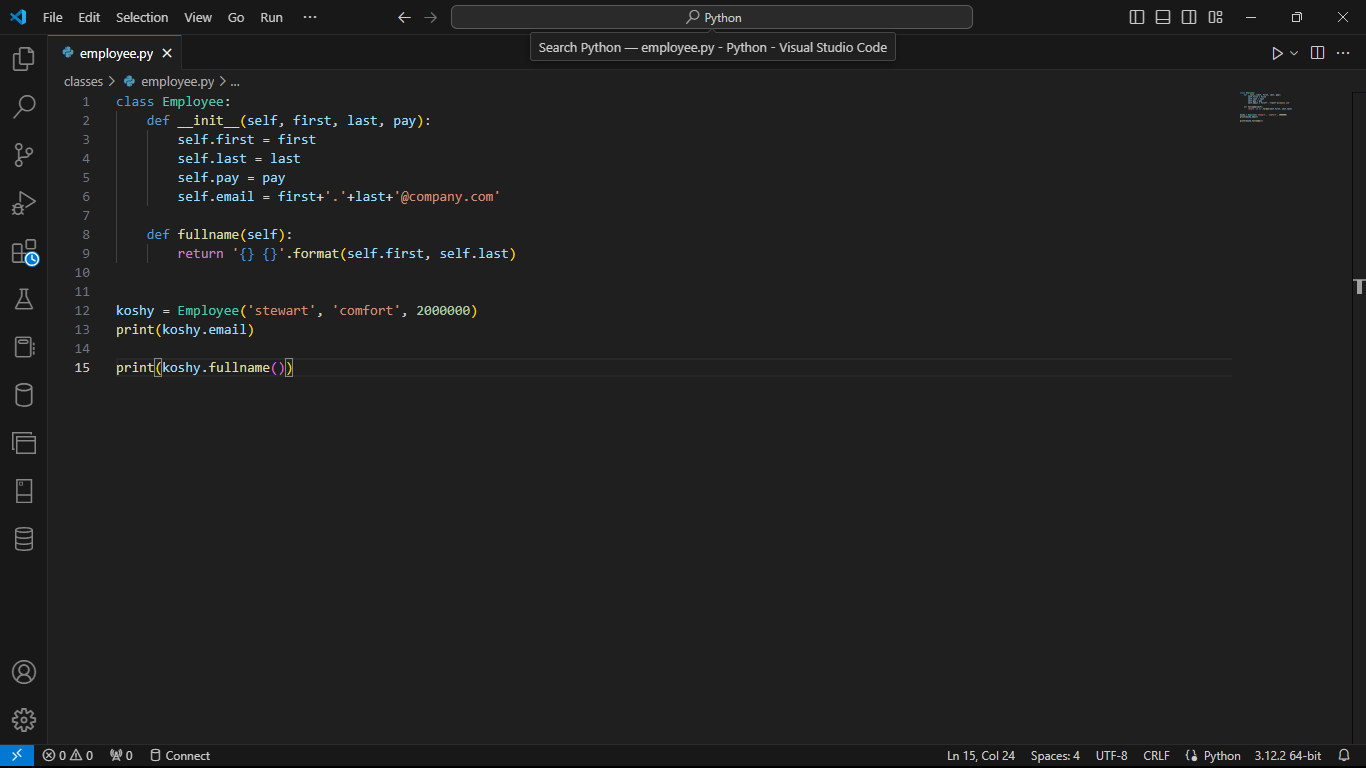 File Edit Selection View Go Run ···
Python
Search Python — employee.py - Python - Visual Studio Code
employee.py
classes > employee.py > ...
1 class Employee:
2     def __init__(self, first, last, pay):
3         self.first = first
4         self.last = last
5         self.pay = pay
6         self.email = first+'.'+last+'@company.com'
7
8     def fullname(self):
9         return '{} {}'.format(self.first, self.last)
10
11
12 koshy = Employee('stewart', 'comfort', 2000000)
13 print(koshy.email)
14
15 print(koshy.fullname())
0 0 0 Connect Ln 15, Col 24 Spaces: 4 UTF-8 CRLF Python 3.12.2 64-bit